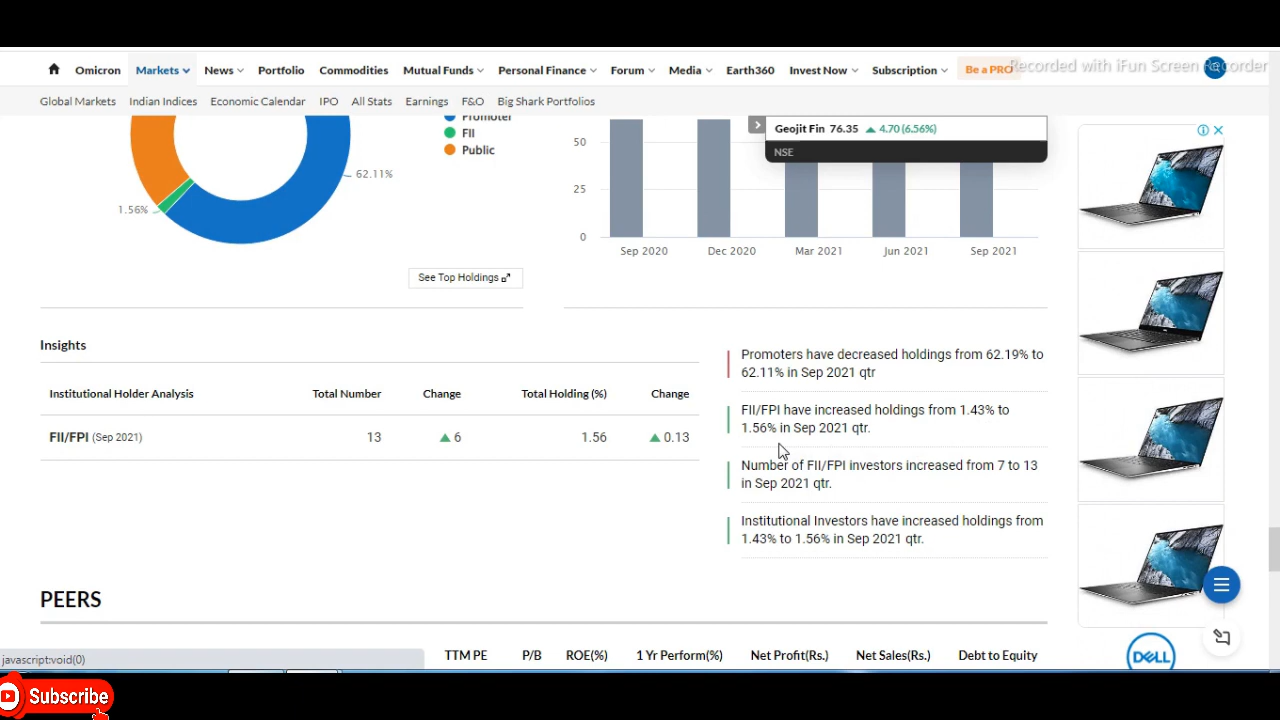 Omicron Markets News Portfolio Commodities Mutual Funds Personal Finance Forum Media Earth360 Invest Now Subscription Be a PRO
Recorded with iFun Screen Recorder
Global Markets Indian Indices Economic Calendar IPO All Stats Earnings F&O Big Shark Portfolios
Promoter
FII
Public
62.11%
1.56%
See Top Holdings
50
25
0
Sep 2020 Dec 2020 Mar 2021 Jun 2021 Sep 2021
Geojit Fin 76.35 4.70 (6.56%)
NSE
Insights
Institutional Holder Analysis Total Number Change Total Holding (%) Change
FII/FPI (Sep 2021) 13 6 1.56 0.13
Promoters have decreased holdings from 62.19% to
62.11% in Sep 2021 qtr
FII/FPI have increased holdings from 1.43% to
1.56% in Sep 2021 qtr.
Number of FII/FPI investors increased from 7 to 13
in Sep 2021 qtr.
Institutional Investors have increased holdings from
1.43% to 1.56% in Sep 2021 qtr.
PEERS
TTM PE P/B ROE(%) 1 Yr Perform(%) Net Profit(Rs.) Net Sales(Rs.) Debt to Equity
javascript:void(0)
DELL
Subscribe